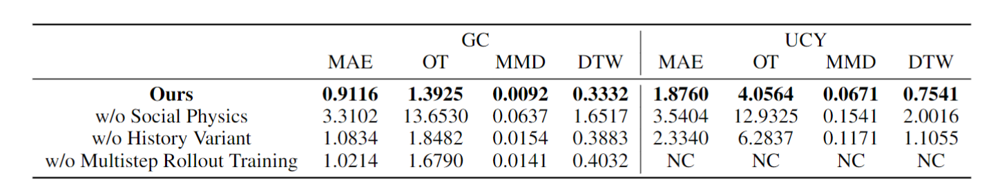 GC UCY
MAE OT MMD DTW MAE OT MMD DTW
Ours 0.9116 1.3925 0.0092 0.3332 1.8760 4.0564 0.0671 0.7541
w/o Social Physics 3.3102 13.6530 0.0637 1.6517 3.5404 12.9325 0.1541 2.0016
w/o History Variant 1.0834 1.8482 0.0154 0.3883 2.3340 6.2837 0.1171 1.1055
w/o Multistep Rollout Training 1.0214 1.6790 0.0141 0.4032 NC NC NC NC